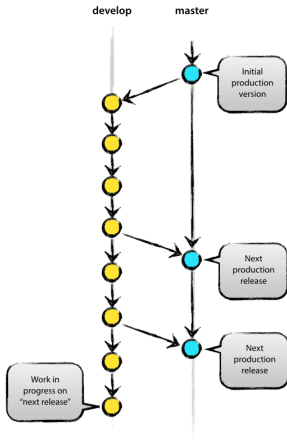 develop
master
Initial
production
version
Next
production
release
Next
production
release
Work in
progress on
“next release”